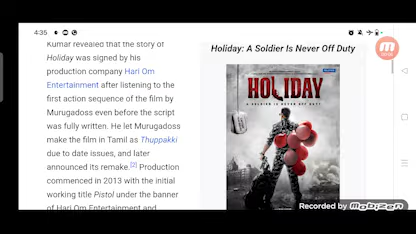 4:35
Kumar revealed that the story of
Holiday was signed by his
production company Hari Om
Entertainment after listening to the
first action sequence of the film by
Murugadoss even before the script
was fully written. He let Murugadoss
make the film in Tamil as Thuppakki
due to date issues, and later
announced its remake.[2] Production
commenced in 2013 with the initial
working title Pistol under the banner
of Hari Om Entertainment and
Holiday: A Soldier Is Never Off Duty
HOLIDAY
A SOLDIER IS NEVER OFF DUTY
Recorded by mobizen